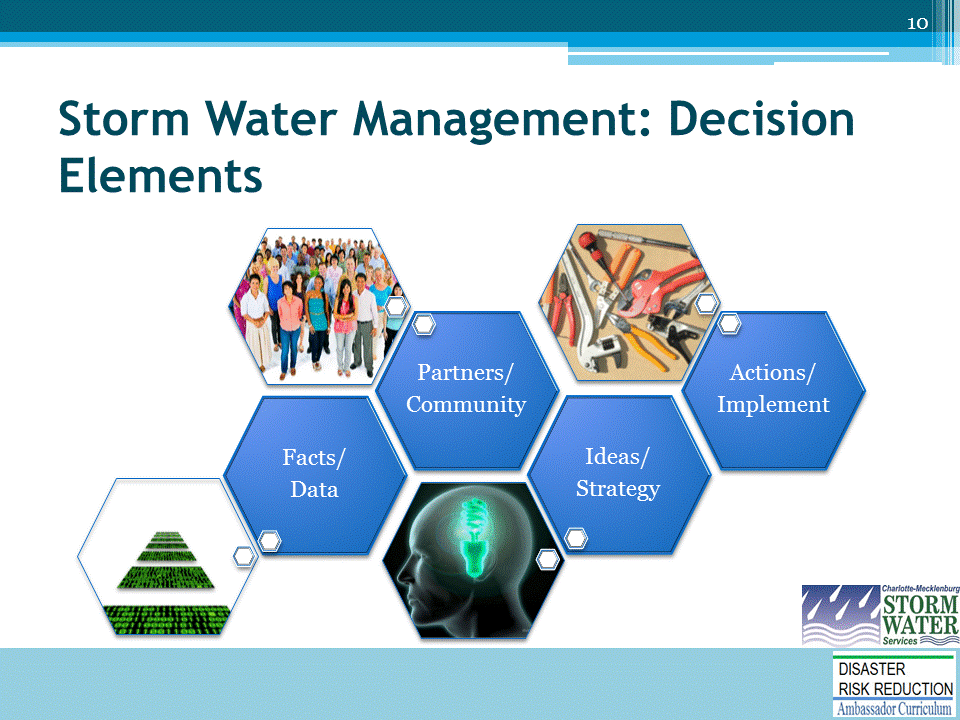 10
Storm Water Management: Decision
Elements
Partners/
Community
Actions/
Implement
Facts/
Data
Ideas/
Strategy
Charlotte-Mecklenburg
STORM
WATER
Services
DISASTER
RISK REDUCTION
Ambassador Curriculum